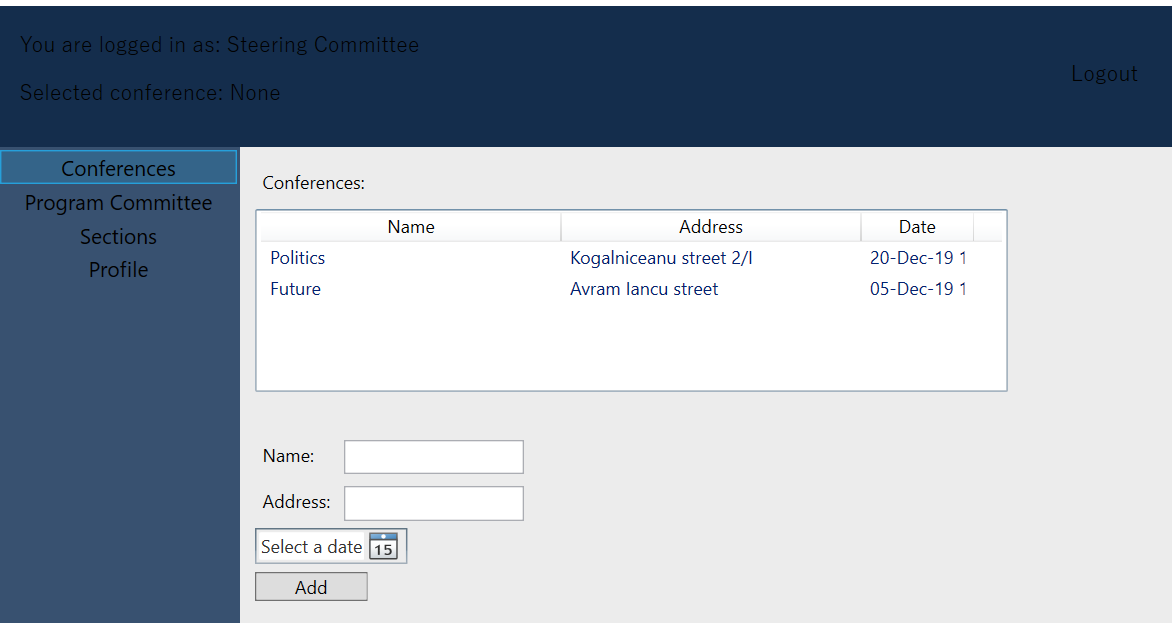 You are logged in as: Steering Committee
Selected conference: None
Logout
Conferences
Program Committee
Sections
Profile
Conferences:
Name Address Date
Politics Kogalniceanu street 2/I 20-Dec-19 1
Future Avram Iancu street 05-Dec-19 1
Name:
Address:
Select a date 15
Add